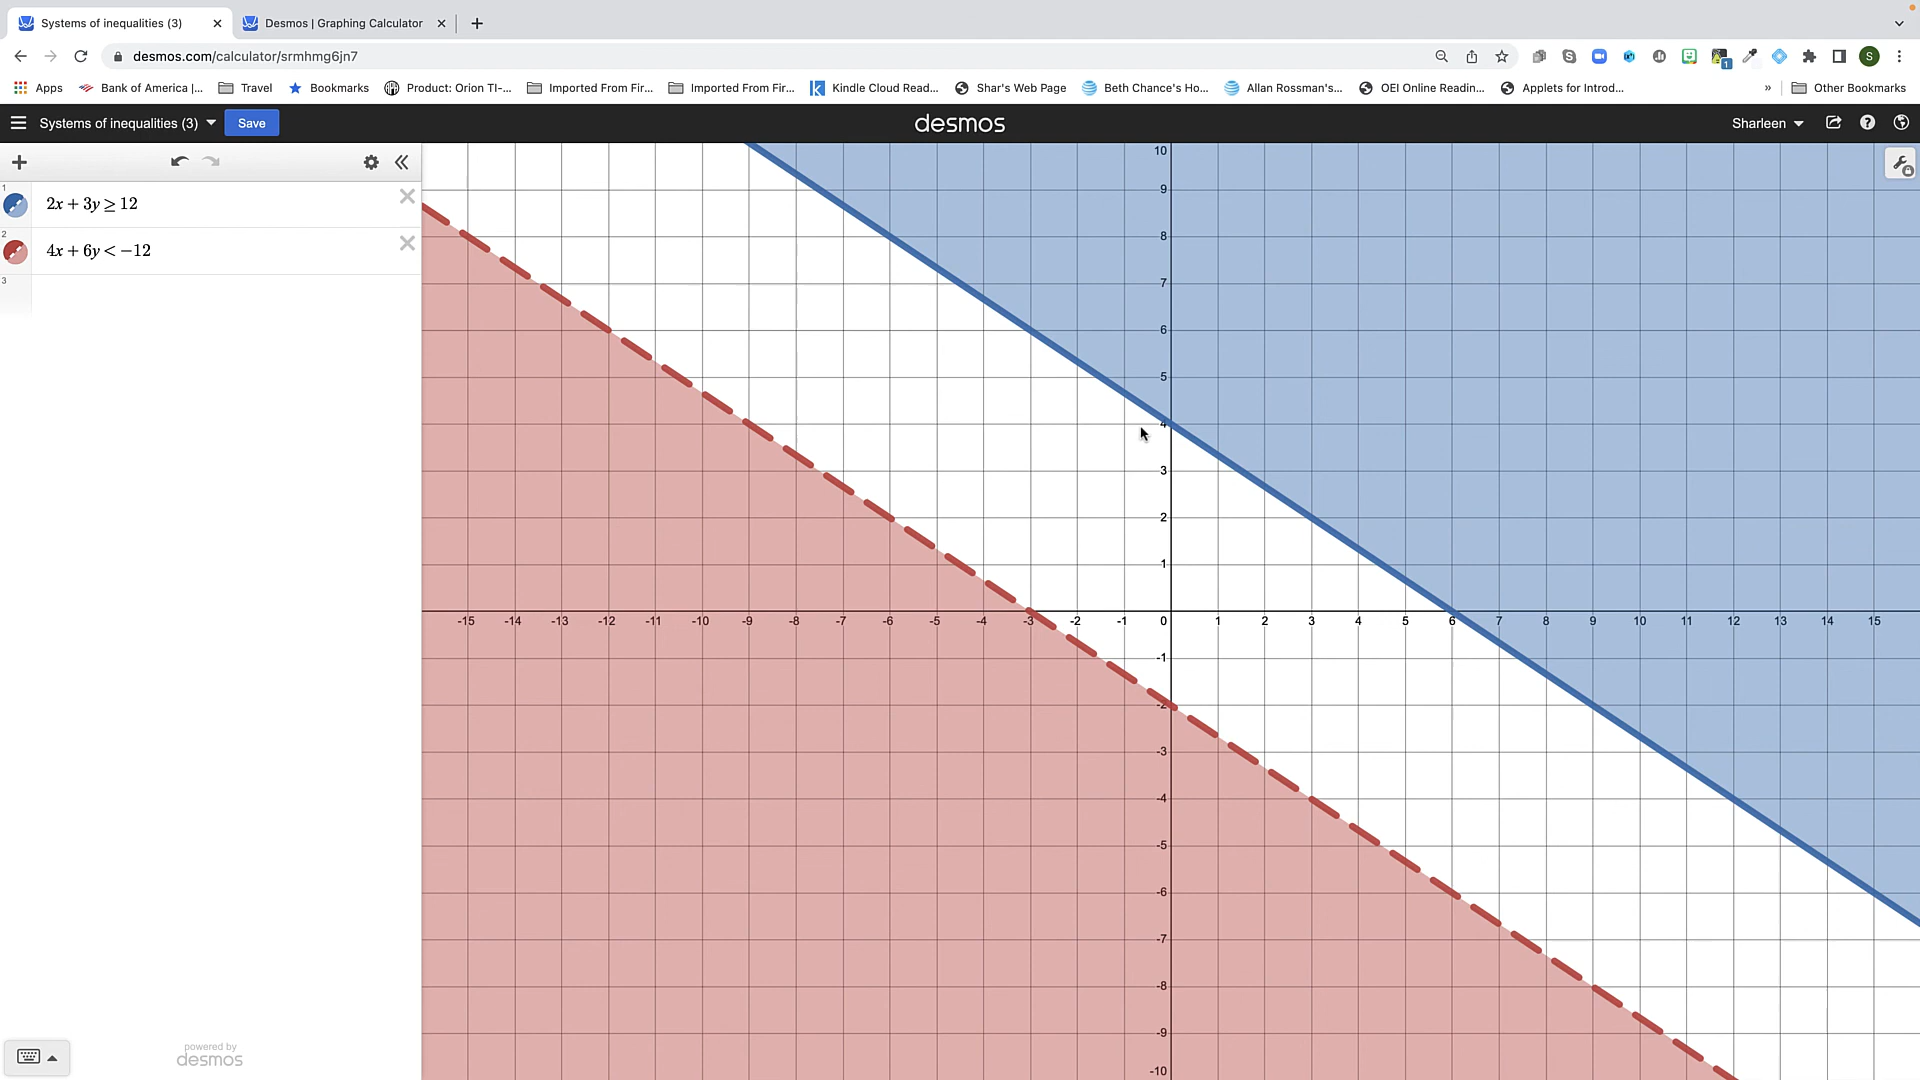 Systems of inequalities (3)
Desmos | Graphing Calculator
desmos.com/calculator/srmhmg6jn7
S
Apps
Bank of America |...
Travel
Bookmarks
Product: Orion TI-...
Imported From Fir...
Imported From Fir...
Kindle Cloud Read...
Shar's Web Page
Beth Chance's Ho...
Allan Rossman's...
OEI Online Readin...
Applets for Introd...
»
Other Bookmarks
1
Systems of inequalities (3)
Save
desmos
Sharleen
1
2x + 3y ≥ 12
2
4x + 6y < −12
3
10
9
8
7
6
5
4
3
2
1
-15 -14 -13 -12 -11 -10 -9 -8 -7 -6 -5 -4 -3 -2 -1 0 1 2 3 4 5 6 7 8 9 10 11 12 13 14 15
-1
-2
-3
-4
-5
-6
-7
-8
-9
-10
powered by
desmos